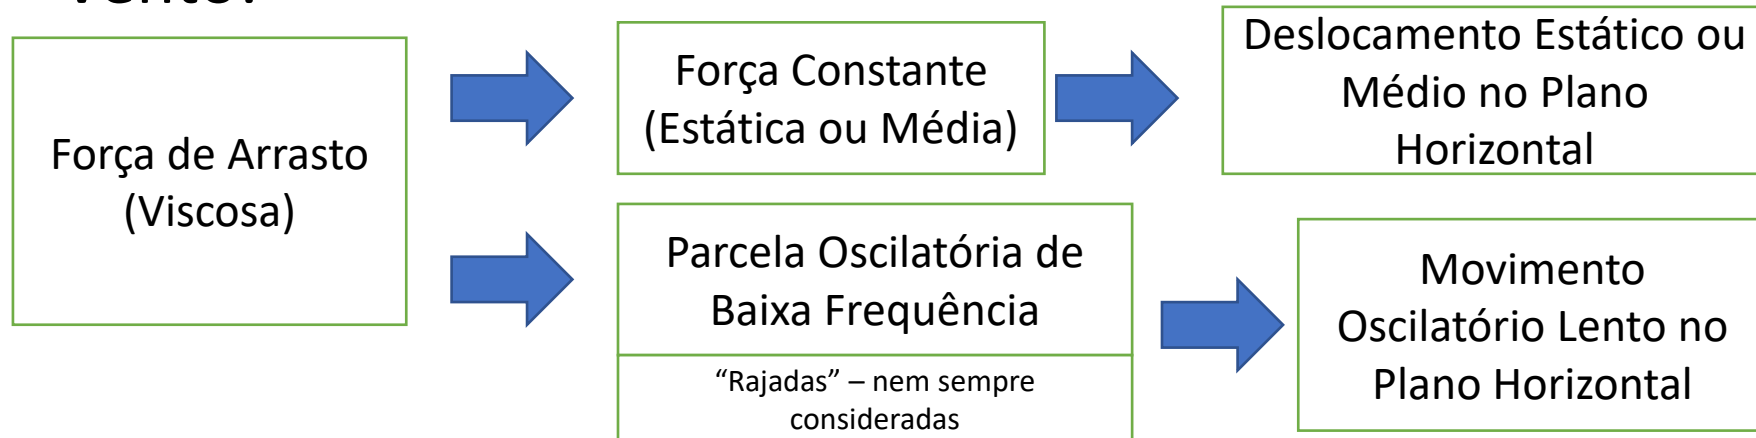 Vento:
Força de Arrasto
(Viscosa)
Força Constante
(Estática ou Média)
Deslocamento Estático ou
Médio no Plano
Horizontal
Parcela Oscilatória de
Baixa Frequência
“Rajadas” – nem sempre
consideradas
Movimento
Oscilatório Lento no
Plano Horizontal